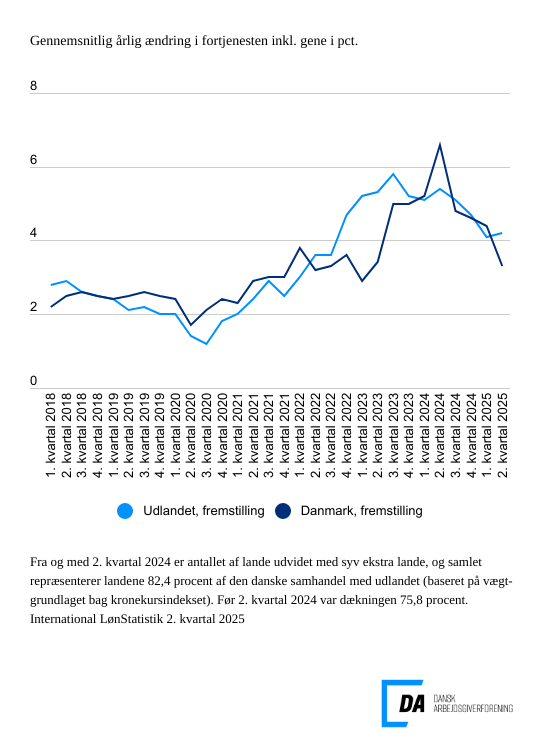 Gennemsnitlig årlig ændring i fortjenesten inkl. gene i pct.
8
6
4
2
0
1. kvartal 2018
2. kvartal 2018
3. kvartal 2018
4. kvartal 2018
1. kvartal 2019
2. kvartal 2019
3. kvartal 2019
4. kvartal 2019
1. kvartal 2020
2. kvartal 2020
3. kvartal 2020
4. kvartal 2020
1. kvartal 2021
2. kvartal 2021
3. kvartal 2021
4. kvartal 2021
1. kvartal 2022
2. kvartal 2022
3. kvartal 2022
4. kvartal 2022
1. kvartal 2023
2. kvartal 2023
3. kvartal 2023
4. kvartal 2023
1. kvartal 2024
2. kvartal 2024
3. kvartal 2024
4. kvartal 2024
1. kvartal 2025
2. kvartal 2025
Udlandet, fremstilling Danmark, fremstilling
Fra og med 2. kvartal 2024 er antallet af lande udvidet med syv ekstra lande, og samlet
repræsenterer landene 82,4 procent af den danske samhandel med udlandet (baseret på vægt-
grundlaget bag kronekursindekset). Før 2. kvartal 2024 var dækningen 75,8 procent.
International LønStatistik 2. kvartal 2025
DA
DANSK
ARBEJDSGIVERFORENING